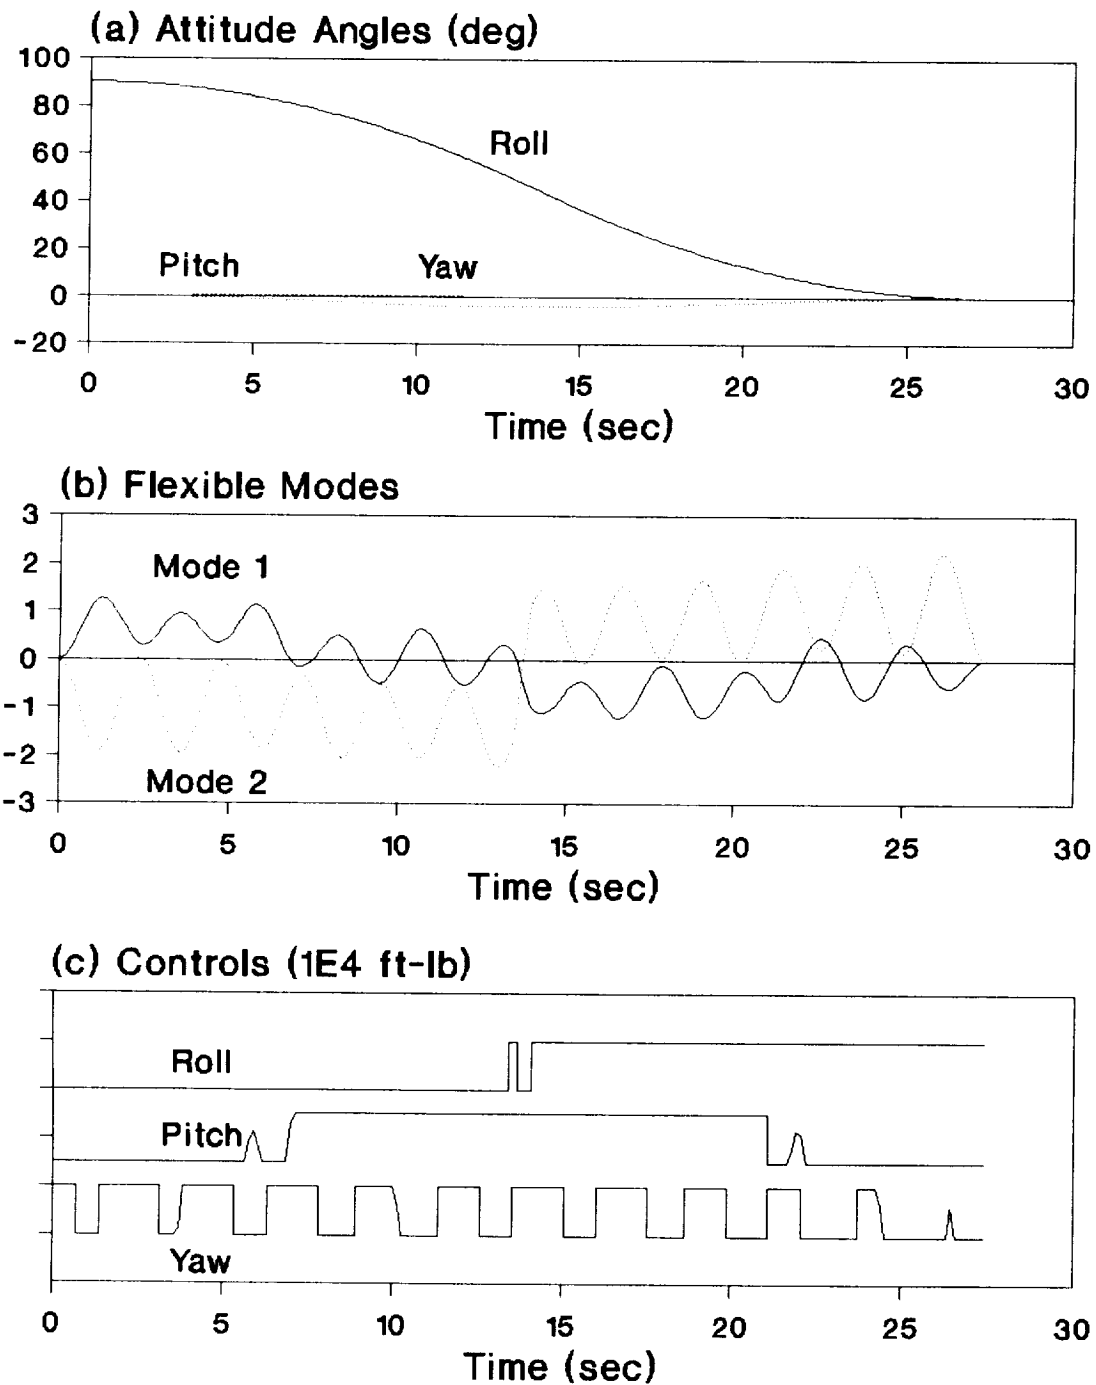 (a) Attitude Angles (deg)
100
80
60
40
20
0
-20
Roll
Pitch
Yaw
0 5 10 15 20 25 30
Time (sec)
(b) Flexible Modes
3
2
1
0
-1
-2
-3
Mode 1
Mode 2
0 5 10 15 20 25 30
Time (sec)
(c) Controls (1E4 ft-lb)
Roll
Pitch
Yaw
0 5 10 15 20 25 30
Time (sec)